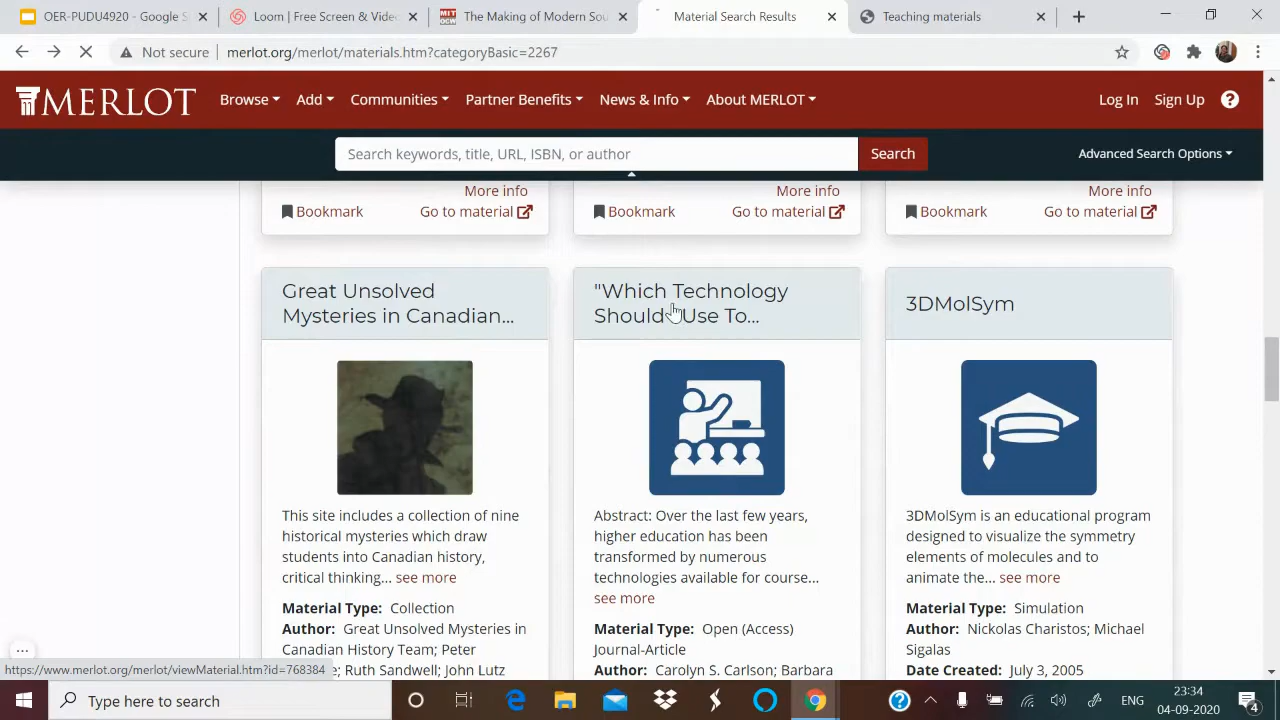 OER-PUDU4920 - Google S
Loom | Free Screen & Vide
MIT OCW The Making of Modern Sou
Material Search Results
Teaching materials
Not secure merlot.org/merlot/materials.htm?categoryBasic=2267
MERLOT Browse Add Communities Partner Benefits News & Info About MERLOT Log In Sign Up ?
Search keywords, title, URL, ISBN, or author Search Advanced Search Options
More info More info More info
Bookmark Go to material Bookmark Go to material Bookmark Go to material
Great Unsolved
Mysteries in Canadian...
This site includes a collection of nine
historical mysteries which draw
students into Canadian history,
critical thinking... see more
Material Type: Collection
Author: Great Unsolved Mysteries in
Canadian History Team; Peter
Ruth Sandwell; John Lutz
"Which Technology
Should Use To...
Abstract: Over the last few years,
higher education has been
transformed by numerous
technologies available for course...
see more
Material Type: Open (Access)
Journal-Article
Author: Carolyn S. Carlson; Barbara
3DMolSym
3DMolSym is an educational program
designed to visualize the symmetry
elements of molecules and to
animate the... see more
Material Type: Simulation
Author: Nickolas Charistos; Michael
Sigalas
Date Created: July 3, 2005
https://www.merlot.org/merlot/viewMaterial.htm?id=768384
Type here to search
ENG
23:34
04-09-2020
4